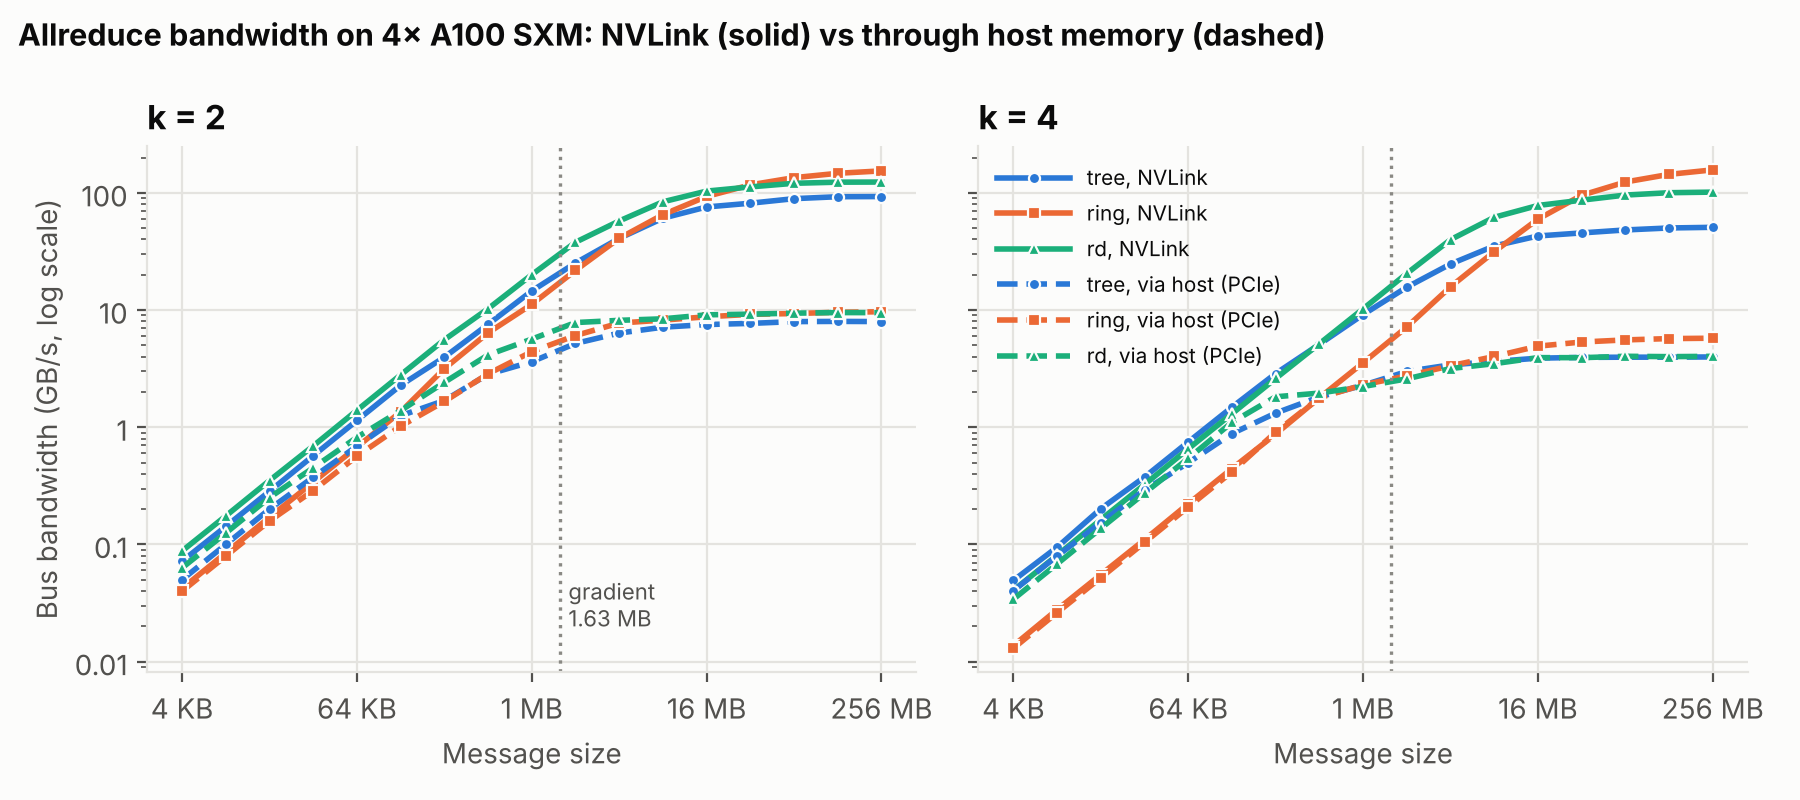 Allreduce bandwidth on 4× A100 SXM: NVLink (solid) vs through host memory (dashed)
k = 2
k = 4
Bus bandwidth (GB/s, log scale)
100
10
1
0.1
0.01
gradient
1.63 MB
tree, NVLink
ring, NVLink
rd, NVLink
tree, via host (PCIe)
ring, via host (PCIe)
rd, via host (PCIe)
4 KB
64 KB
1 MB
16 MB
256 MB
4 KB
64 KB
1 MB
16 MB
256 MB
Message size
Message size